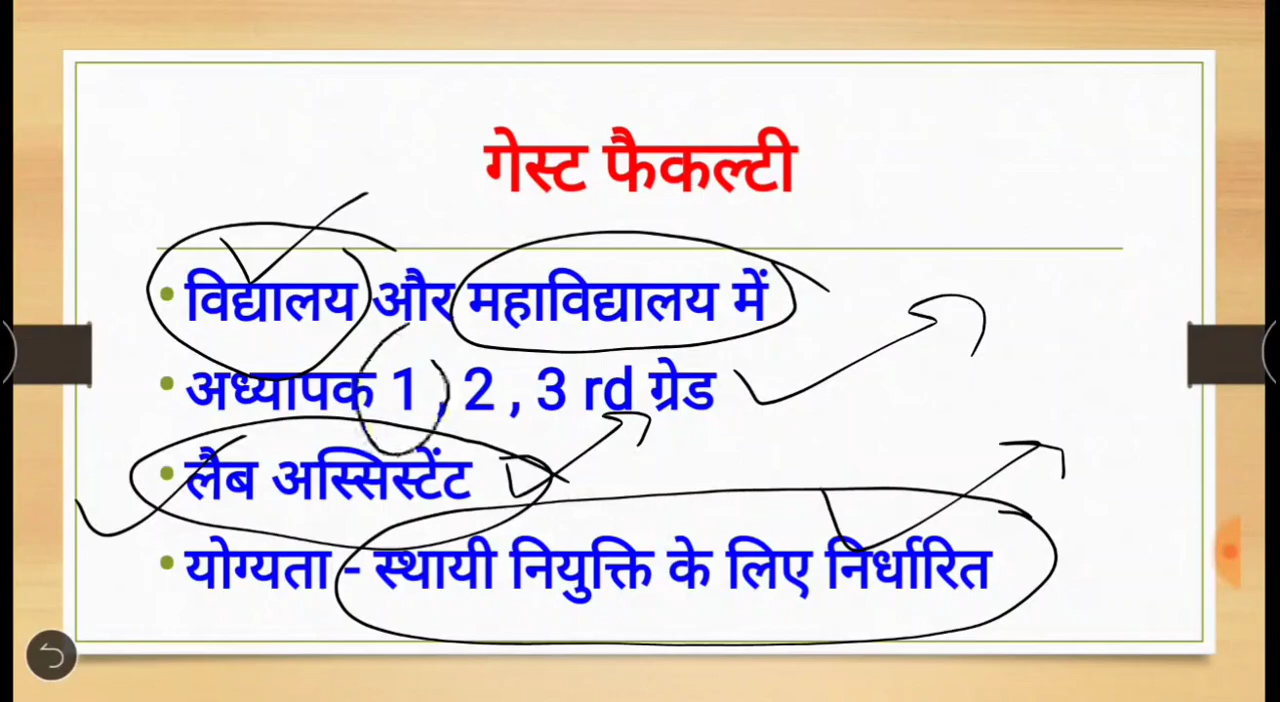 गेस्ट फैकल्टी
• विद्यालय और महाविद्यालय में
• अध्यापक 1 , 2 , 3 rd ग्रेड
• लैब अस्सिस्टेंट
• योग्यता - स्थायी नियुक्ति के लिए निर्धारित